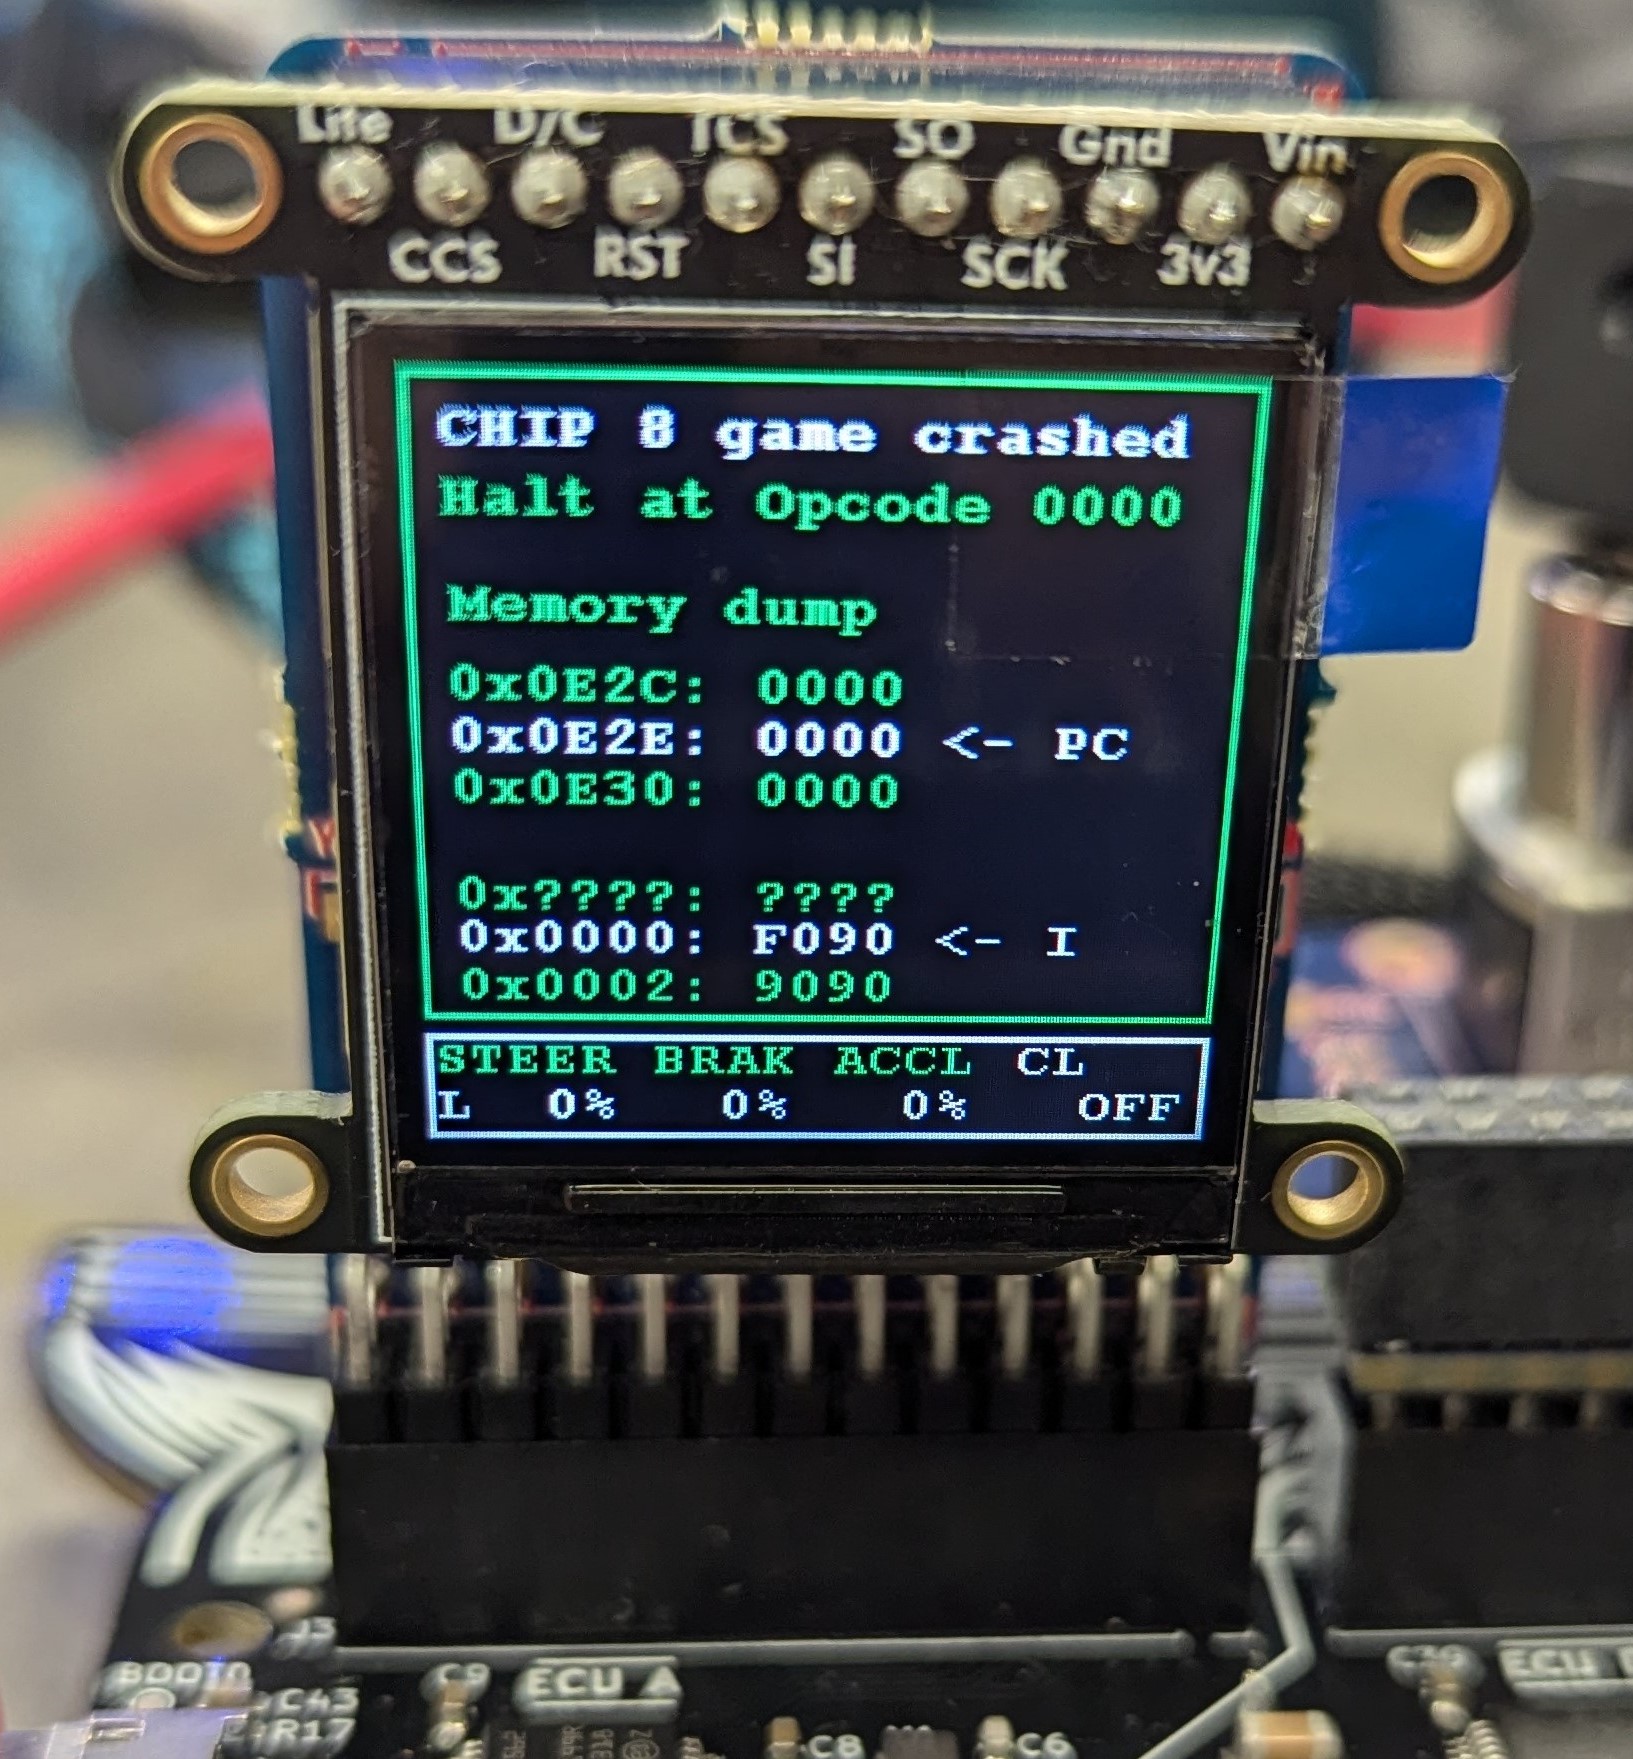 Lite D/C TCS SO Gnd Vin
CCS RST SI SCK 3v3
CHIP 8 game crashed
Halt at Opcode 0000
Memory dump
0x0E2C: 0000
0x0E2E: 0000 <- PC
0x0E30: 0000
0x????: ????
0x0000: F090 <- I
0x0002: 9090
STEER BRAK ACCL CL
L 0% 0% 0% OFF
J3
BOOT0 C9 ECU A C30 ECU
C43
R17
C8 C6